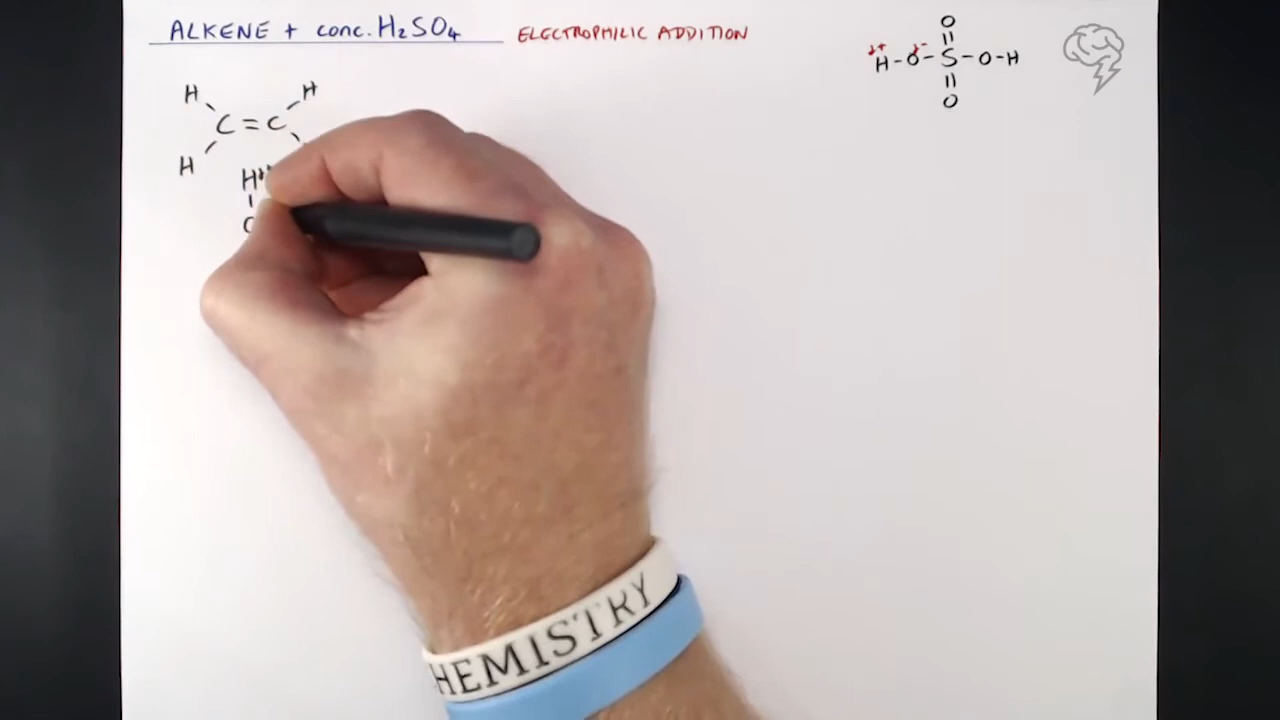 ALKENE + conc. H₂SO₄ ELECTROPHILIC ADDITION
O
||
δ+ δ-
H-O-S-O-H
||
O
H H
C=C
H
H
|
HEMISTRY